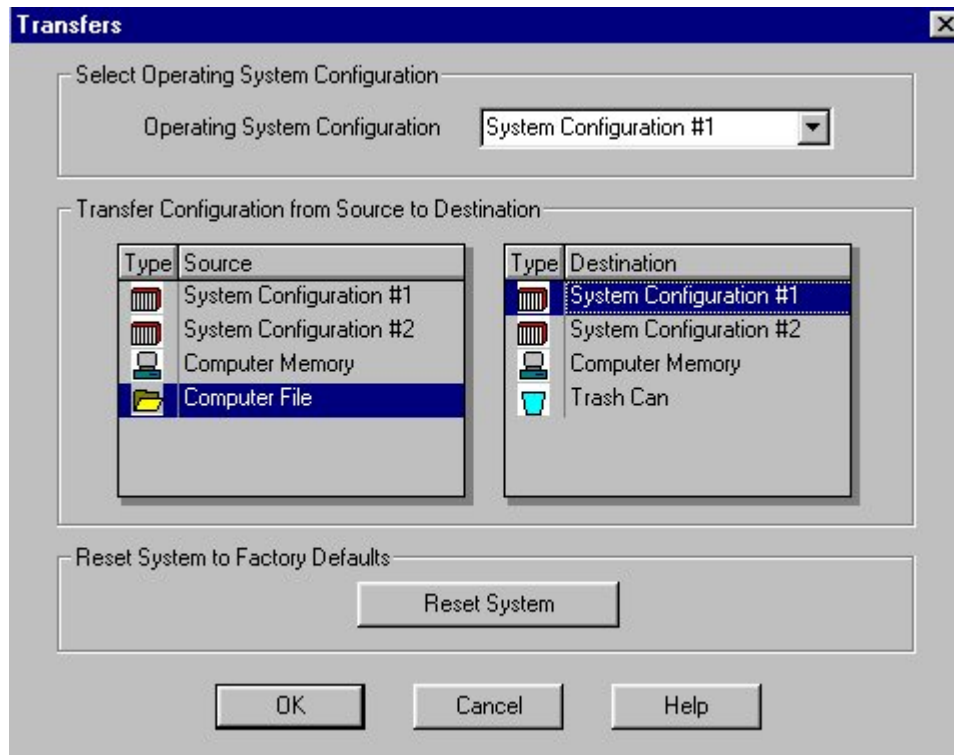 Transfers
Select Operating System Configuration
Operating System Configuration System Configuration #1
Transfer Configuration from Source to Destination
Type Source
System Configuration #1
System Configuration #2
Computer Memory
Computer File
Type Destination
System Configuration #1
System Configuration #2
Computer Memory
Trash Can
Reset System to Factory Defaults
Reset System
OK Cancel Help